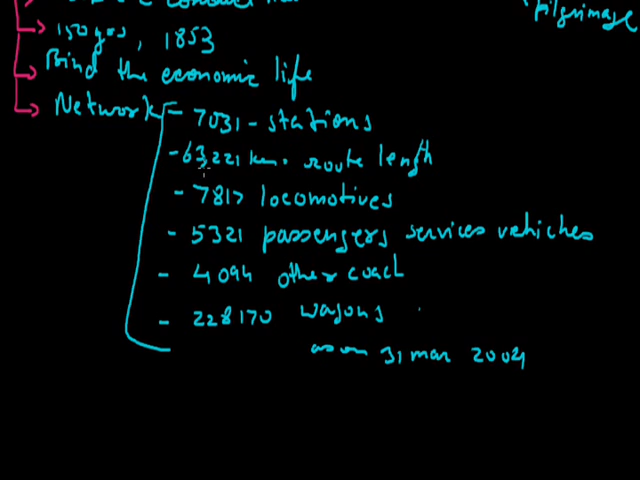 pilgrimage
150 yrs, 1853
Bind the economic life
Network - 7031 - stations
- 63,221 km. route length
- 7817 locomotives
- 5321 passengers services vehicles
- 4094 other coach
- 228170 wagons
as on 31 mar 2004